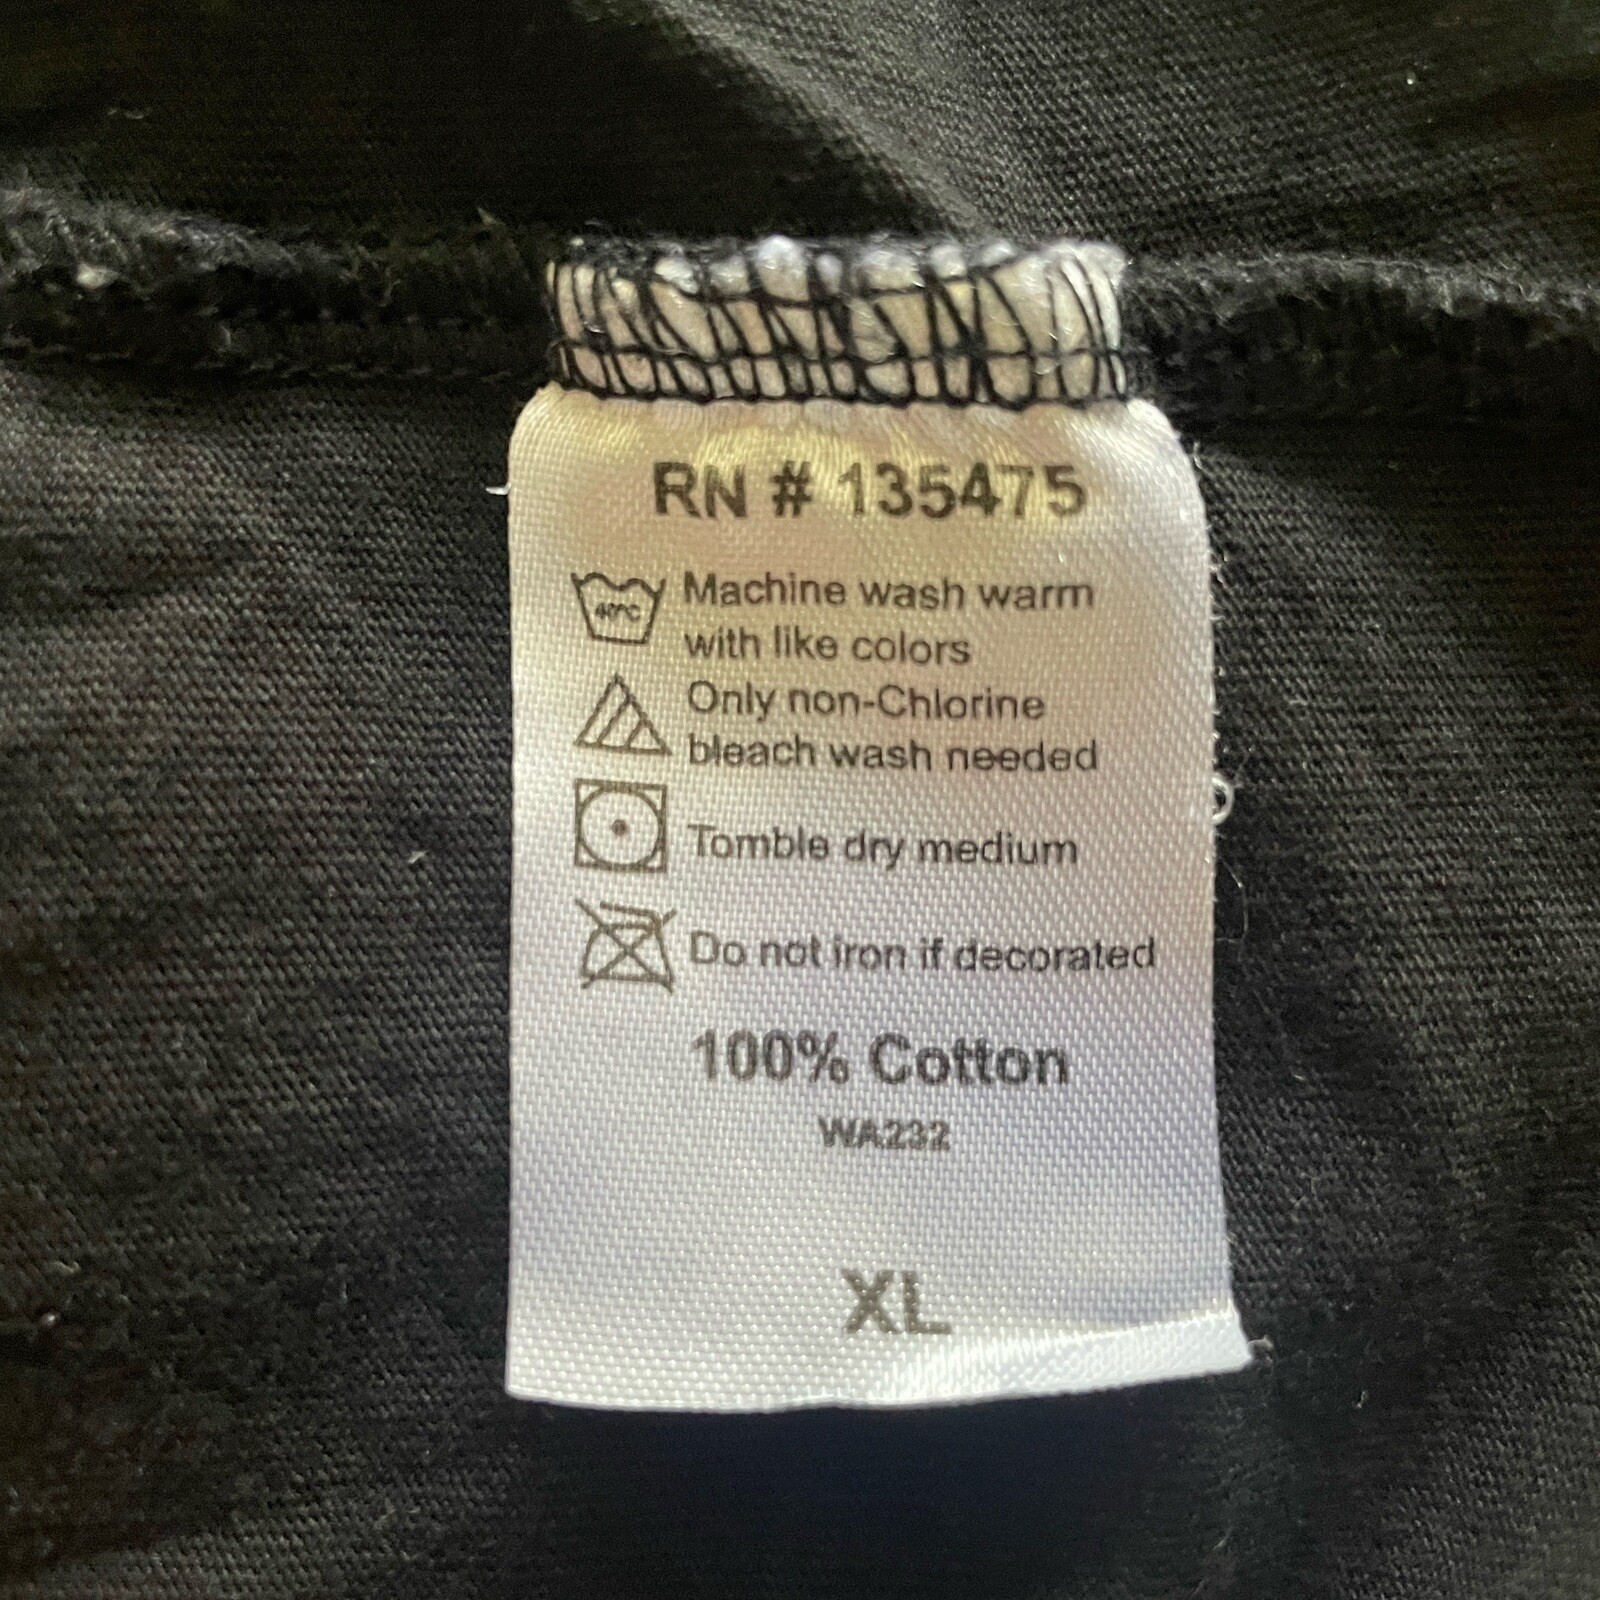 RN # 135475
40°C
Machine wash warm
with like colors
Only non-Chlorine
bleach wash needed
Tomble dry medium
Do not iron if decorated
100% Cotton
WA232
XL